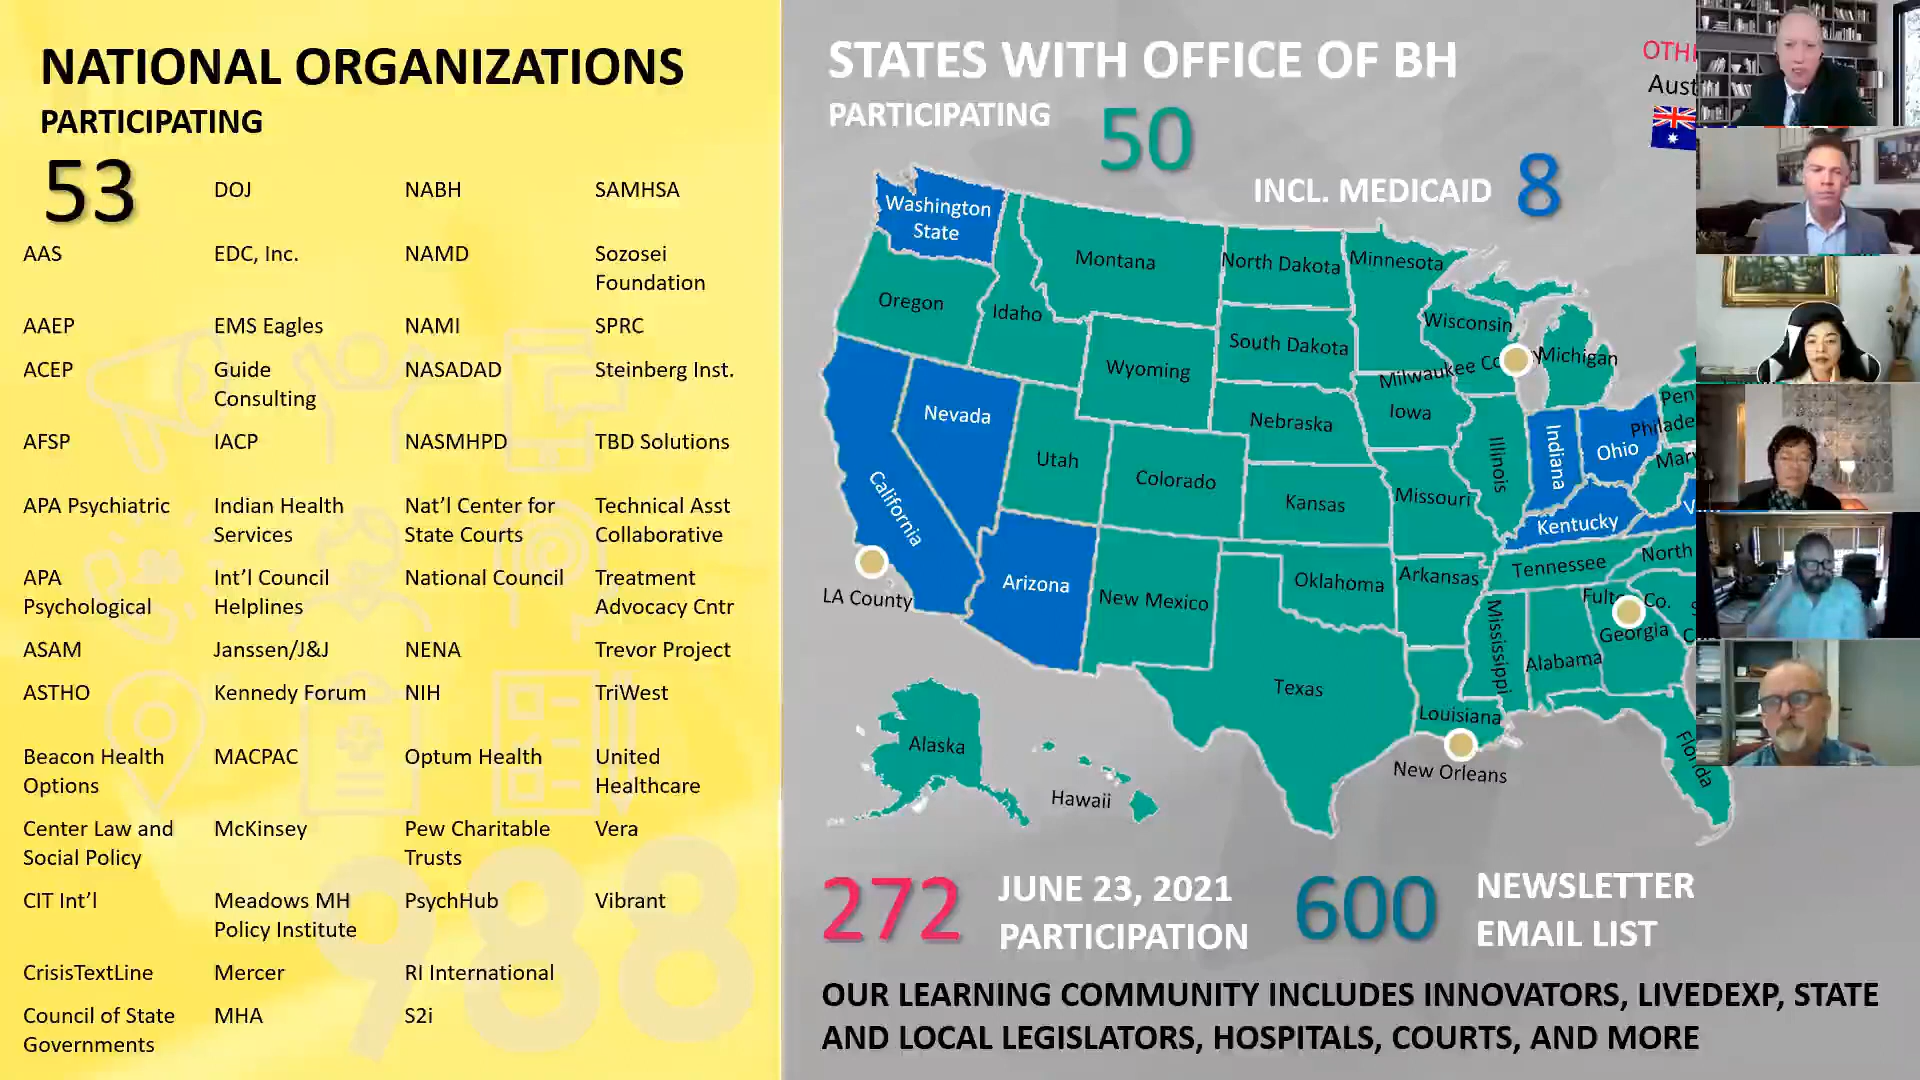 NATIONAL ORGANIZATIONS
PARTICIPATING
53
DOJ
NABH
SAMHSA
AAS
EDC, Inc.
NAMD
Sozosei
Foundation
AAEP
EMS Eagles
NAMI
SPRC
ACEP
Guide
Consulting
NASADAD
Steinberg Inst.
AFSP
IACP
NASMHPD
TBD Solutions
APA Psychiatric
Indian Health
Services
Nat’l Center for
State Courts
Technical Asst
Collaborative
APA
Psychological
Int’l Council
Helplines
National Council
Treatment
Advocacy Cntr
ASAM
Janssen/J&J
NENA
Trevor Project
ASTHO
Kennedy Forum
NIH
TriWest
Beacon Health
Options
MACPAC
Optum Health
United
Healthcare
Center Law and
Social Policy
McKinsey
Pew Charitable
Trusts
Vera
CIT Int’l
Meadows MH
Policy Institute
PsychHub
Vibrant
CrisisTextLine
Mercer
RI International
Council of State
Governments
MHA
S2i
988
STATES WITH OFFICE OF BH
PARTICIPATING
50
INCL. MEDICAID 8
Washington
State
Montana
North Dakota
Minnesota
Oregon
Idaho
Wisconsin
South Dakota
Wyoming
Milwaukee
Michigan
Nevada
Nebraska
Iowa
Illinois
Indiana
Ohio
Utah
Colorado
California
Kansas
Missouri
Kentucky
LA County
Arizona
New Mexico
Oklahoma
Arkansas
Tennessee
North
Co.
Georgia
Mississippi
Alabama
Texas
Louisiana
New Orleans
Florida
Alaska
Hawaii
272
JUNE 23, 2021
PARTICIPATION
600
NEWSLETTER
EMAIL LIST
OUR LEARNING COMMUNITY INCLUDES INNOVATORS, LIVEDEXP, STATE
AND LOCAL LEGISLATORS, HOSPITALS, COURTS, AND MORE